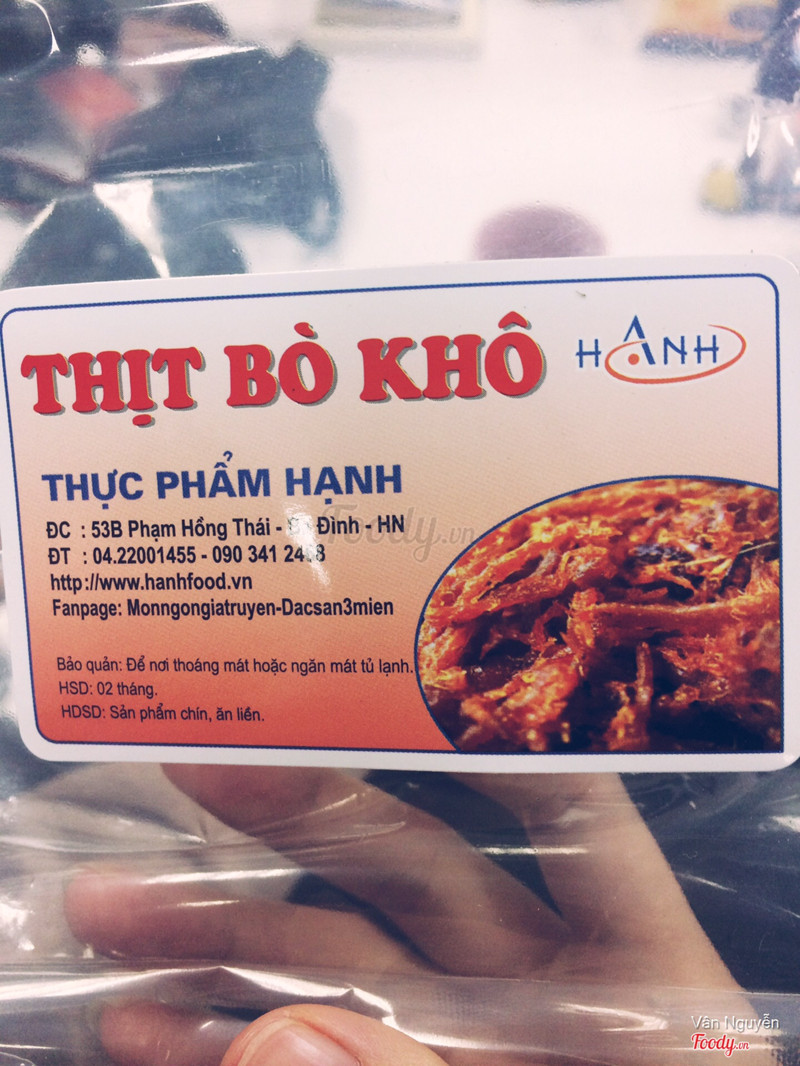 THỊT BÒ KHÔ
HẠNH
THỰC PHẨM HẠNH
ĐC : 53B Phạm Hồng Thái - Đình - HN
ĐT : 04.22001455 - 090 341
http://www.hanhfood.vn
Fanpage: Monngongiatruyen-Dacsan3mien
Bảo quản: Để nơi thoáng mát hoặc ngăn mát tủ lạnh.
HSD: 02 tháng.
HDSD: Sản phẩm chín, ăn liền.
Foody.vn
Vân Nguyễn
Foody.vn